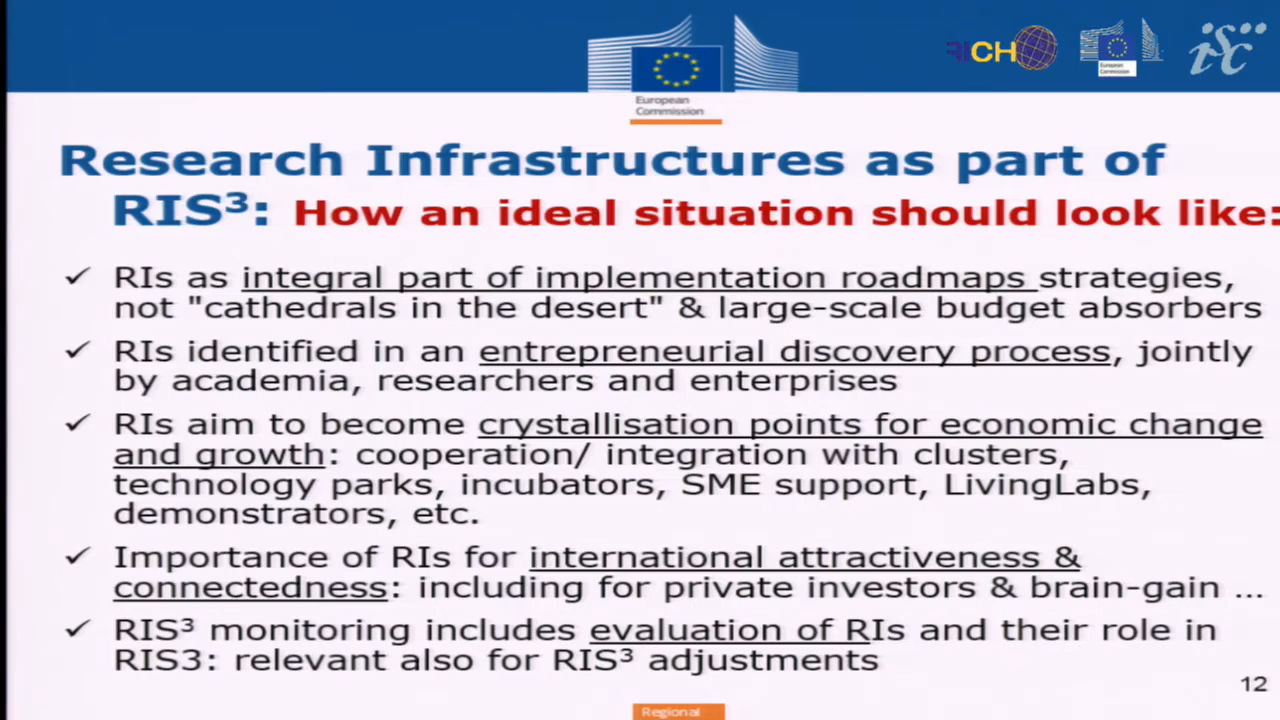 RICH
European
Commission
iSC
European
Commission
Research Infrastructures as part of
RIS³: How an ideal situation should look like:
✓ RIs as integral part of implementation roadmaps strategies,
not "cathedrals in the desert" & large-scale budget absorbers
✓ RIs identified in an entrepreneurial discovery process, jointly
by academia, researchers and enterprises
✓ RIs aim to become crystallisation points for economic change
and growth: cooperation/ integration with clusters,
technology parks, incubators, SME support, LivingLabs,
demonstrators, etc.
✓ Importance of RIs for international attractiveness &
connectedness: including for private investors & brain-gain ...
✓ RIS³ monitoring includes evaluation of RIs and their role in
RIS3: relevant also for RIS³ adjustments
12
Regional